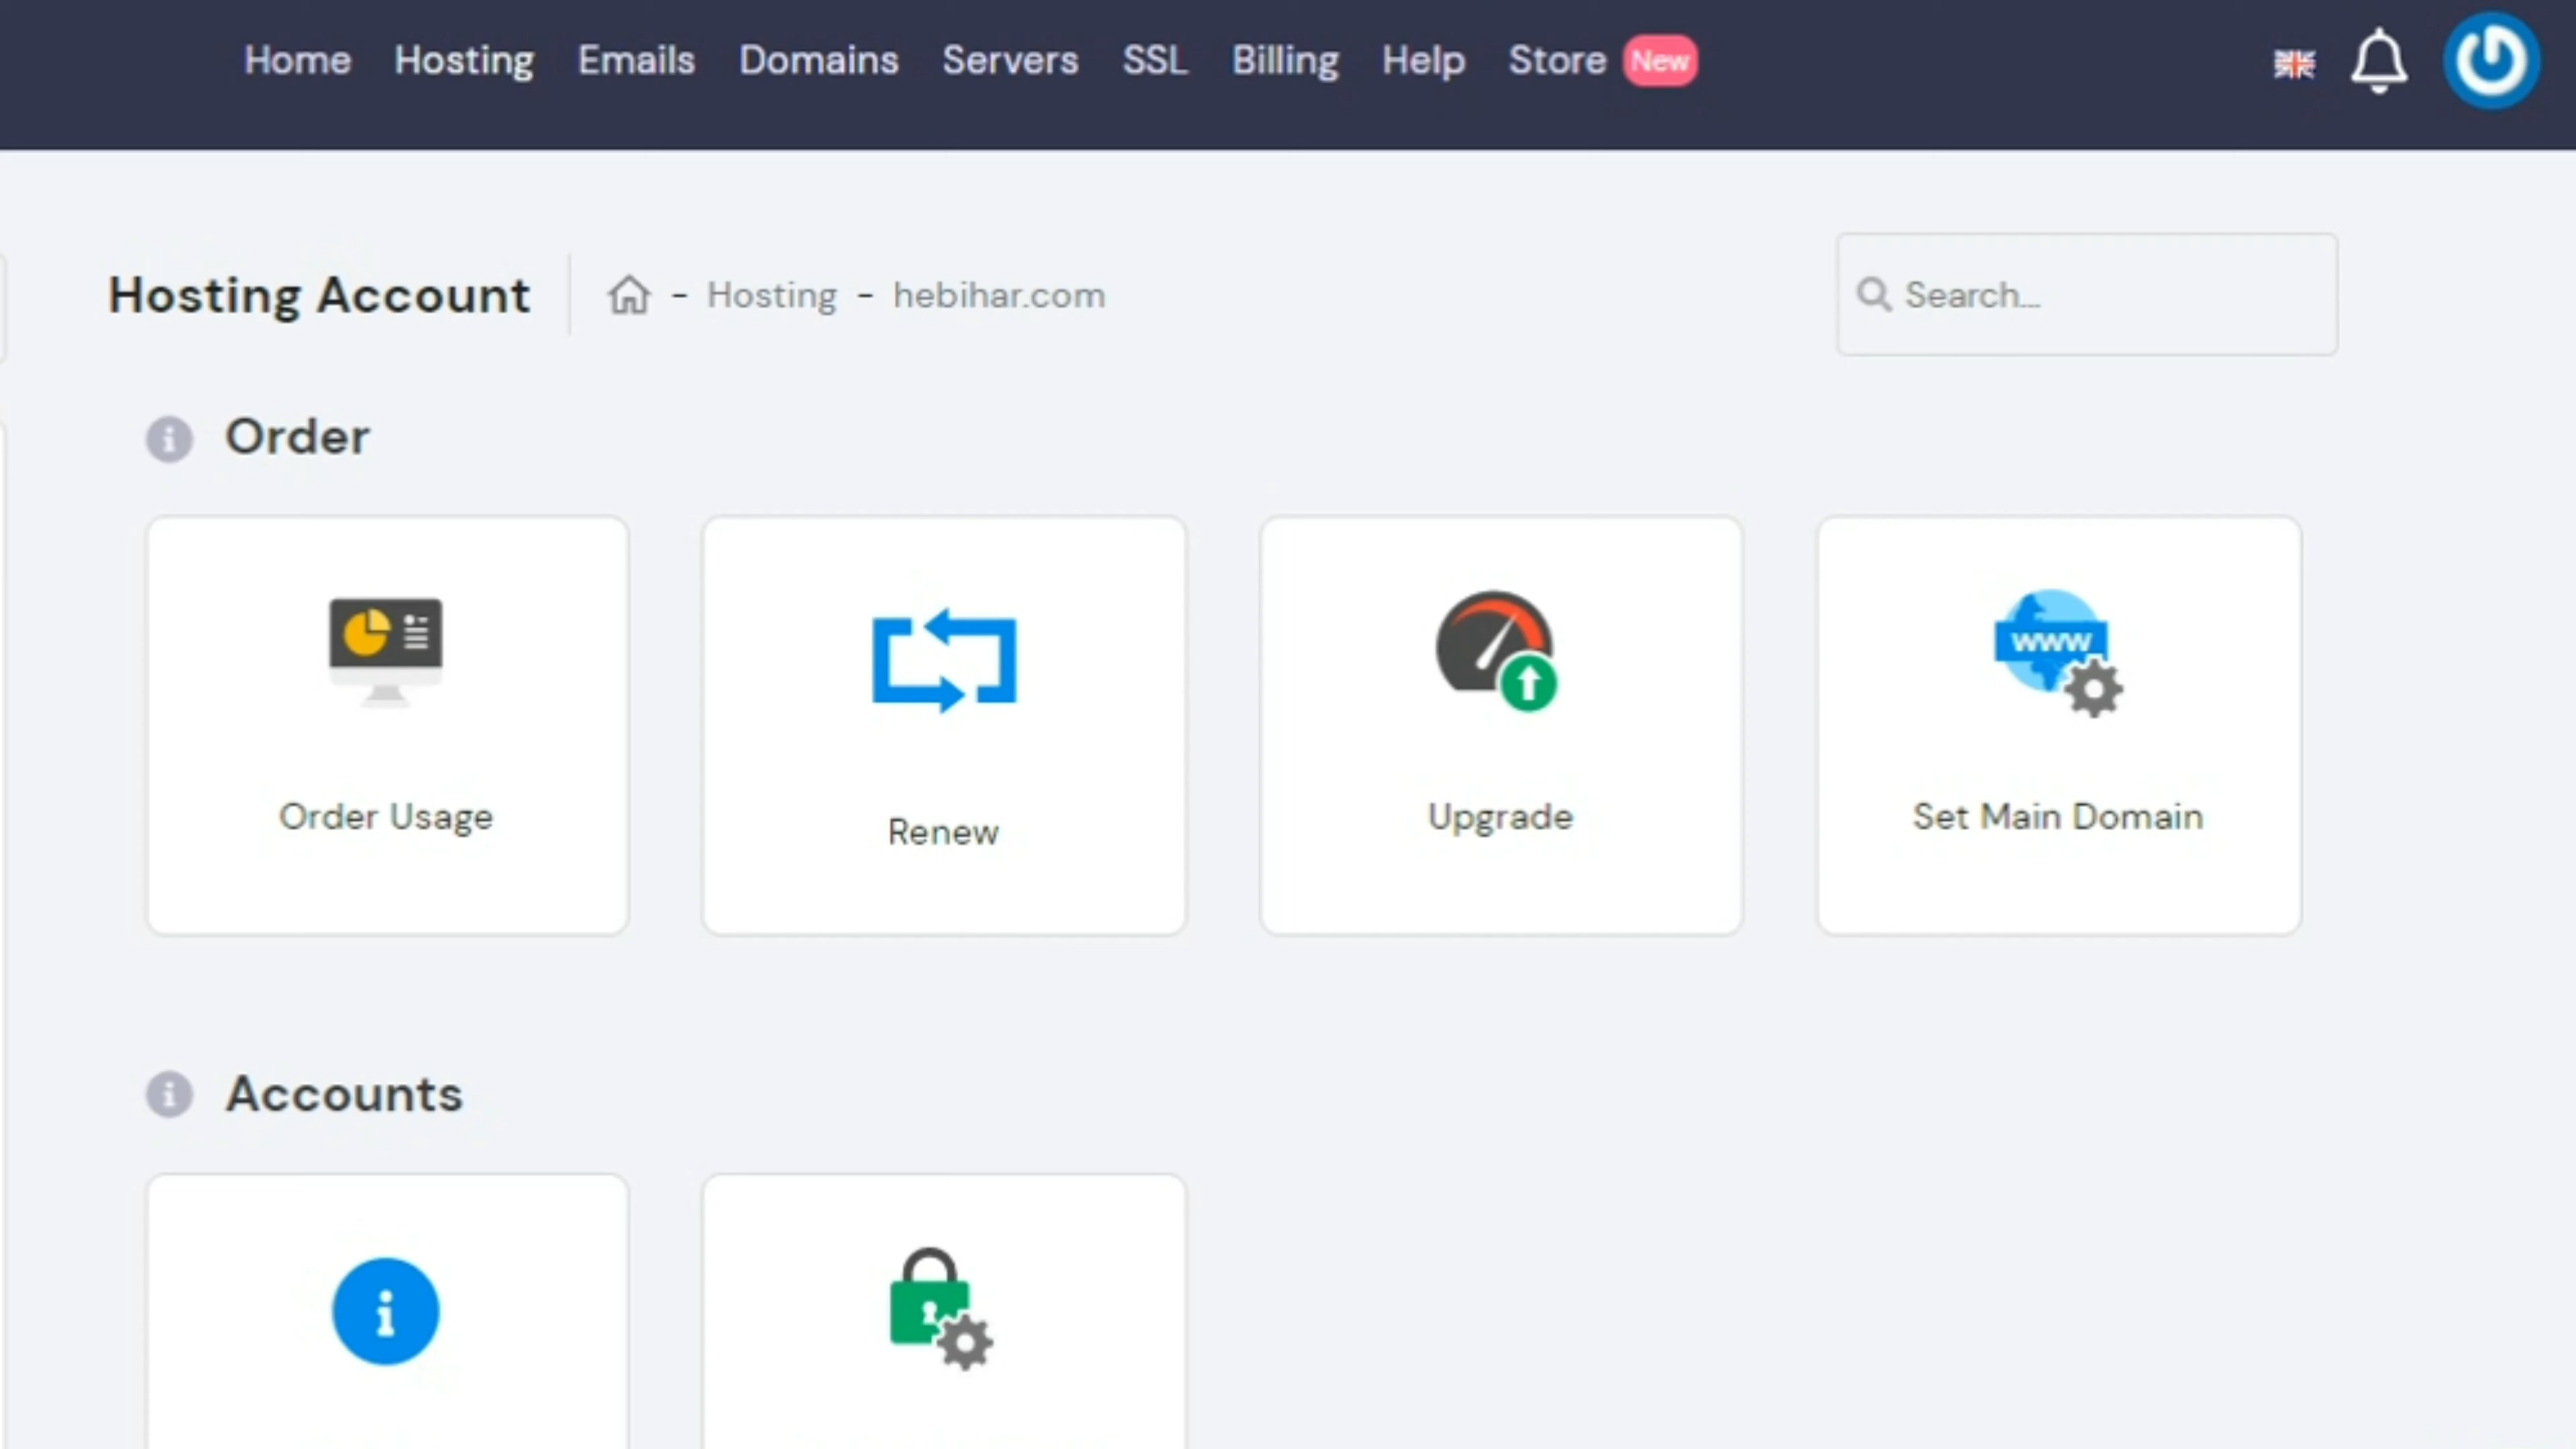 Home Hosting Emails Domains Servers SSL Billing Help Store New
Hosting Account - Hosting - hebihar.com Search...
Order
Order Usage Renew Upgrade www Set Main Domain
Accounts